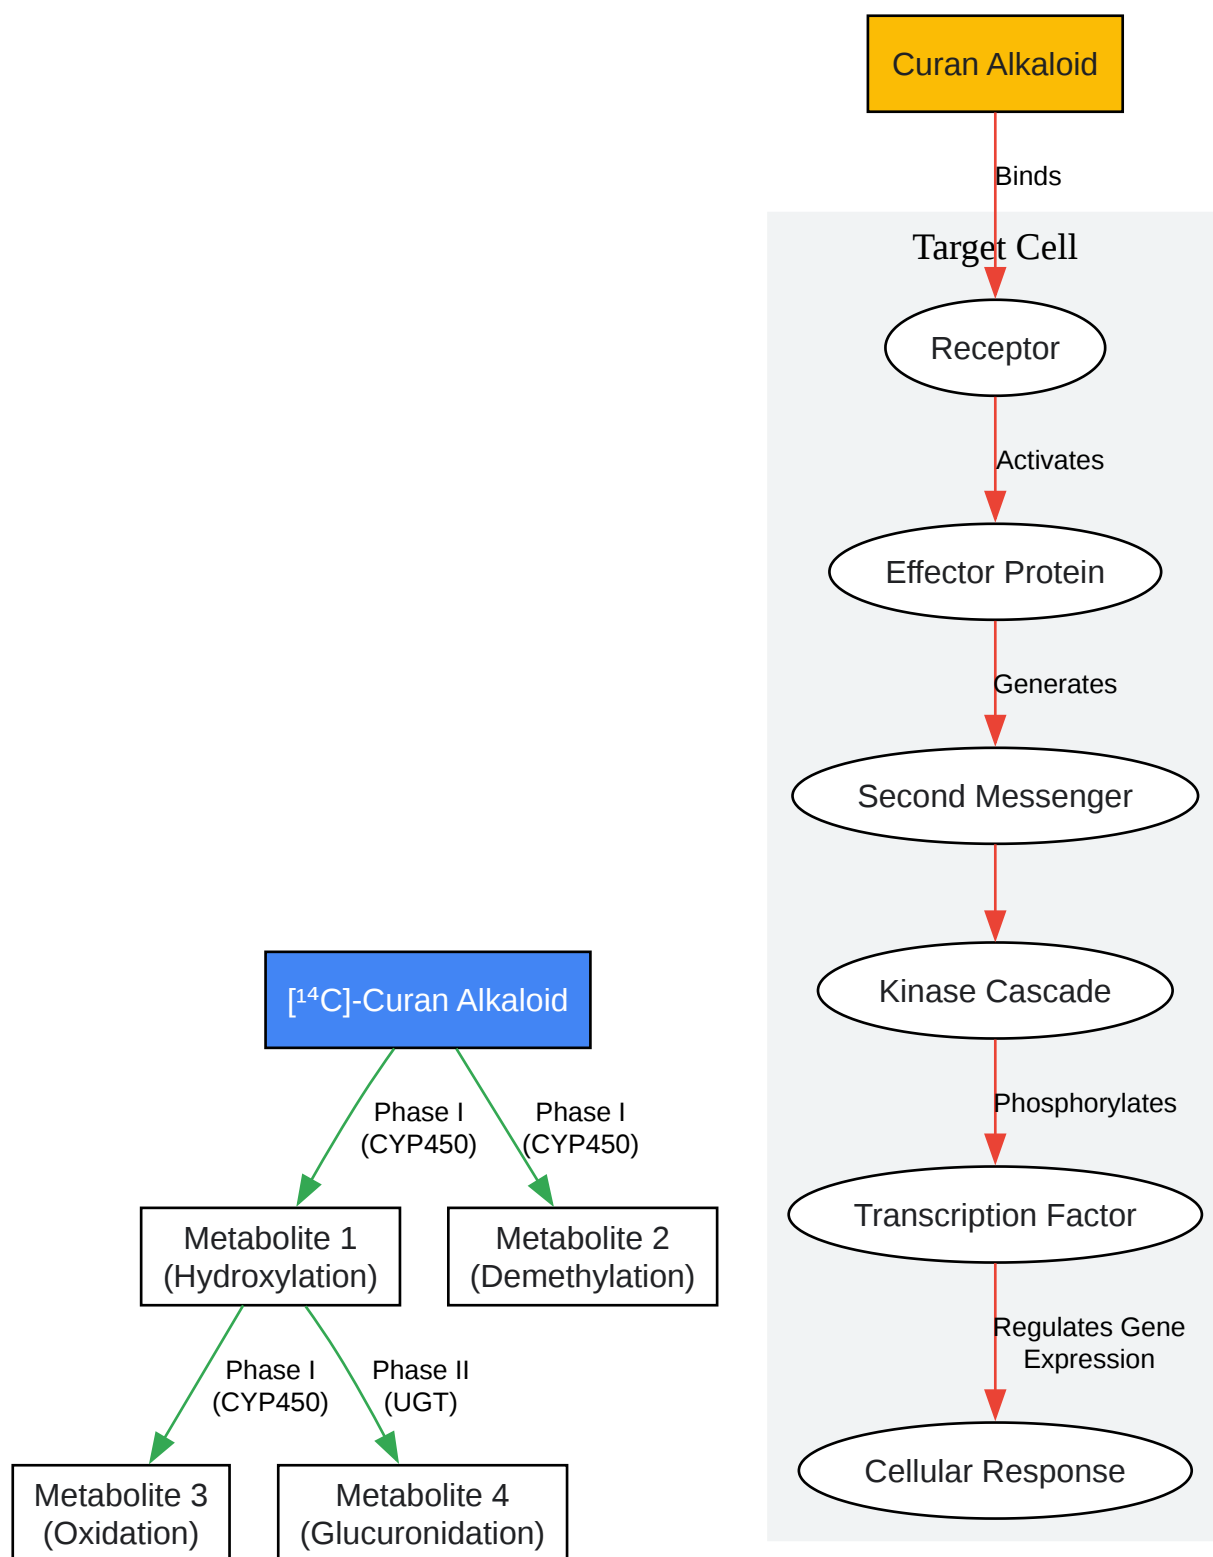 Curan Alkaloid
Binds
Target Cell
Receptor
Activates
Effector Protein
Generates
Second Messenger
Kinase Cascade
Phosphorylates
Transcription Factor
Regulates Gene
Expression
Cellular Response
[¹⁴C]-Curan Alkaloid
Phase I
(CYP450)
Phase I
(CYP450)
Metabolite 1
(Hydroxylation)
Metabolite 2
(Demethylation)
Phase I
(CYP450)
Phase II
(UGT)
Metabolite 3
(Oxidation)
Metabolite 4
(Glucuronidation)